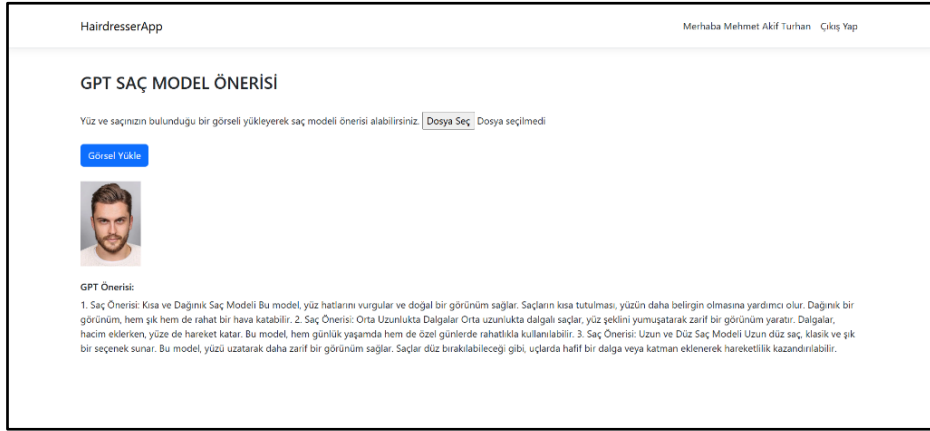 HairdresserApp
Merhaba Mehmet Akif Turhan Çıkış Yap
GPT SAÇ MODEL ÖNERİSİ
Yüz ve saçınızın bulunduğu bir görseli yükleyerek saç modeli önerisi alabilirsiniz. Dosya Seç Dosya seçilmedi
Görsel Yükle
GPT Önerisi:
1. Saç Önerisi: Kısa ve Dağınık Saç Modeli Bu model, yüz hatlarını vurgular ve doğal bir görünüm sağlar. Saçların kısa tutulması, yüzün daha belirgin olmasına yardımcı olur. Dağınık bir
görünüm, hem şık hem de rahat bir hava katabilir. 2. Saç Önerisi: Orta Uzunlukta Dalgalar Orta uzunlukta dalgalı saçlar, yüz şeklini yumuşatarak zarif bir görünüm yaratır. Dalgalar,
hacim eklerken, yüze de hareket katar. Bu model, hem günlük yaşamda hem de özel günlerde rahatlıkla kullanılabilir. 3. Saç Önerisi: Uzun ve Düz Saç Modeli Uzun düz saç, klasik ve şık
bir seçenek sunar. Bu model, yüzü uzatarak daha zarif bir görünüm sağlar. Saçlar düz bırakılabileceği gibi, uçlarda hafif bir dalga veya katman eklenerek hareketlilik kazandırılabilir.